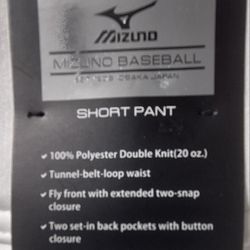 MIZUNO
MIZUNO BASEBALL
OSAKA JAPAN
SHORT PANT
✓ 100% Polyester Double Knit(20 oz.)
✓ Tunnel-belt-loop waist
✓ Fly front with extended two-snap
closure
✓ Two set-in back pockets with button
closure